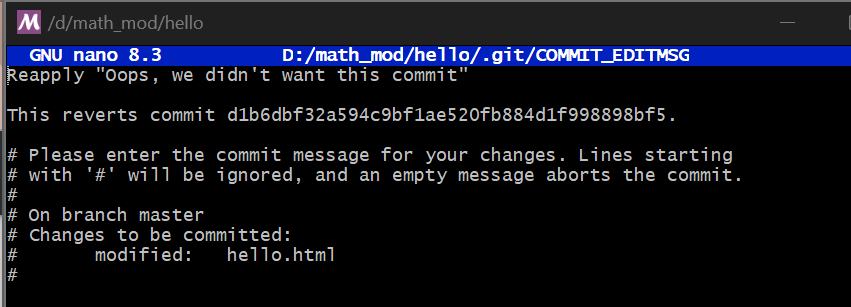 M /d/math_mod/hello
GNU nano 8.3 D:/math_mod/hello/.git/COMMIT_EDITMSG
Reapply "Oops, we didn't want this commit"
This reverts commit d1b6dbf32a594c9bf1ae520fb884d1f998898bf5.
# Please enter the commit message for your changes. Lines starting
# with '#' will be ignored, and an empty message aborts the commit.
#
# On branch master
# Changes to be committed:
# modified: hello.html
#